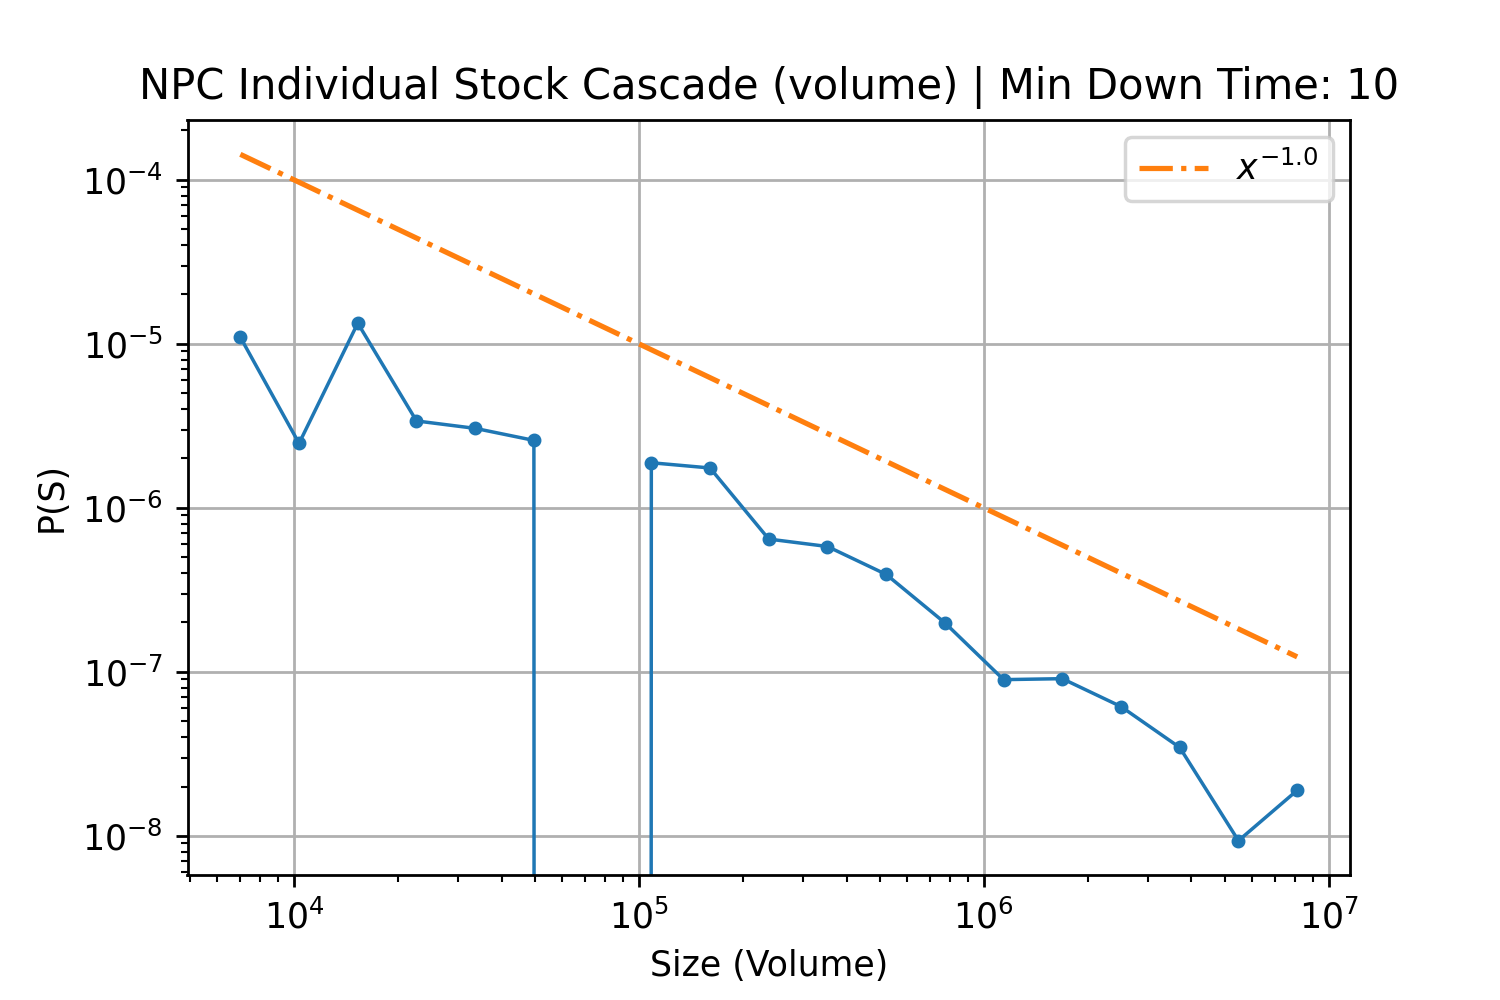 NPC Individual Stock Cascade (volume) | Min Down Time: 10
x^{-1.0}
P(S)
10^{-4}
10^{-5}
10^{-6}
10^{-7}
10^{-8}
10^4 10^5 10^6 10^7
Size (Volume)